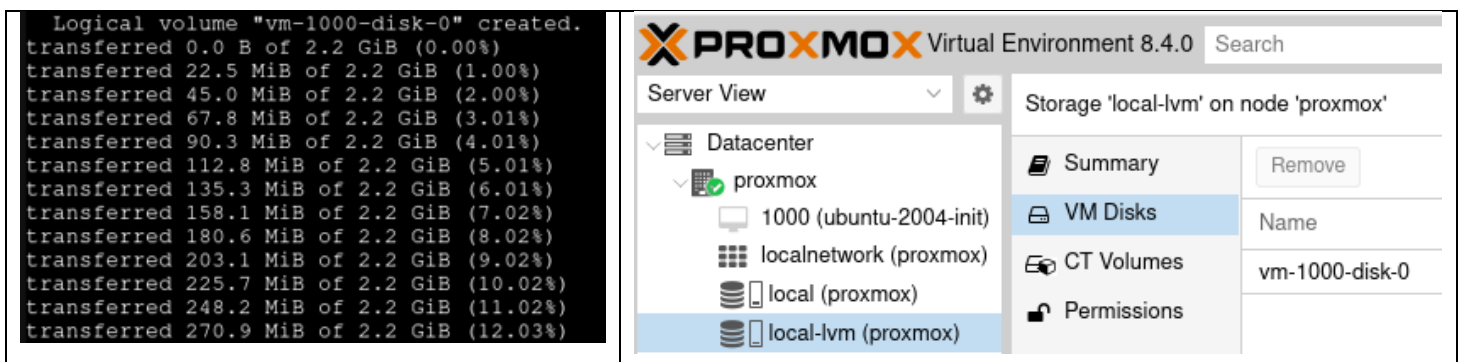 Logical volume "vm-1000-disk-0" created.
transferred 0.0 B of 2.2 GiB (0.00%)
transferred 22.5 MiB of 2.2 GiB (1.00%)
transferred 45.0 MiB of 2.2 GiB (2.00%)
transferred 67.8 MiB of 2.2 GiB (3.01%)
transferred 90.3 MiB of 2.2 GiB (4.01%)
transferred 112.8 MiB of 2.2 GiB (5.01%)
transferred 135.3 MiB of 2.2 GiB (6.01%)
transferred 158.1 MiB of 2.2 GiB (7.02%)
transferred 180.6 MiB of 2.2 GiB (8.02%)
transferred 203.1 MiB of 2.2 GiB (9.02%)
transferred 225.7 MiB of 2.2 GiB (10.02%)
transferred 248.2 MiB of 2.2 GiB (11.02%)
transferred 270.9 MiB of 2.2 GiB (12.03%)
PROXMOX Virtual Environment 8.4.0 Search
Server View
Datacenter
proxmox
1000 (ubuntu-2004-init)
localnetwork (proxmox)
local (proxmox)
local-lvm (proxmox)
Storage 'local-lvm' on node 'proxmox'
Summary
VM Disks
CT Volumes
Permissions
Remove
Name
vm-1000-disk-0